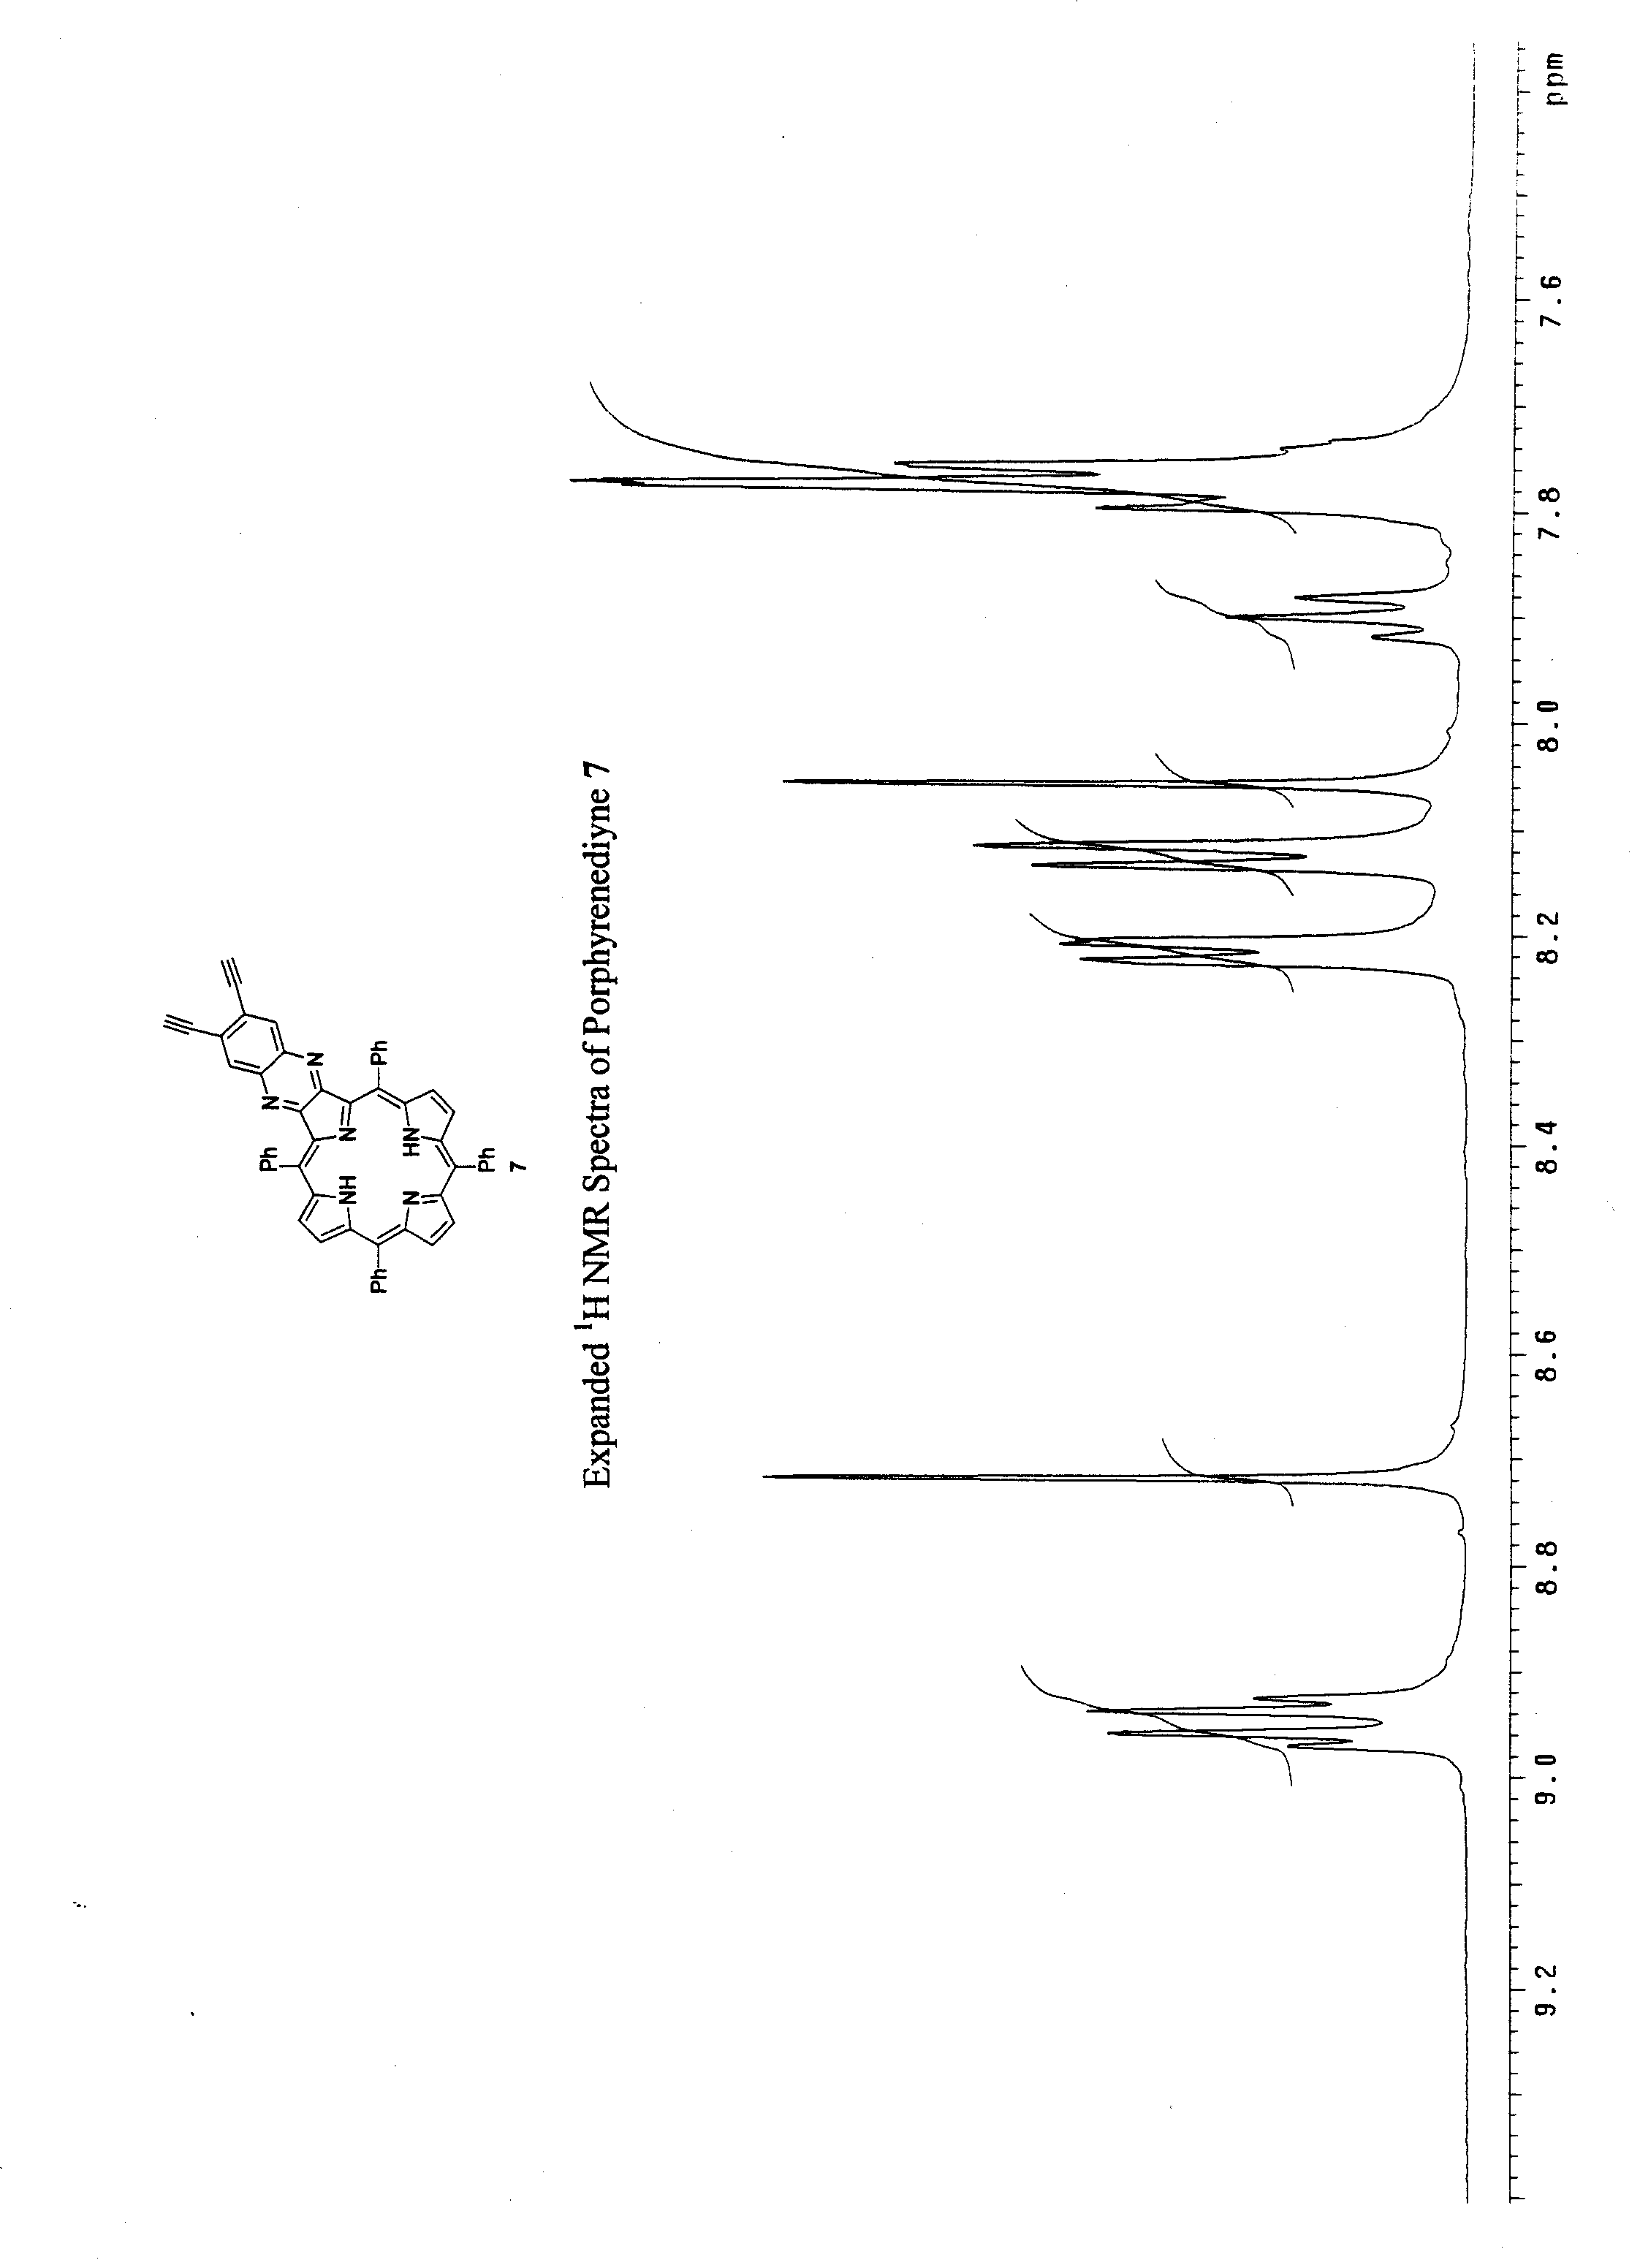 Ph
N
N
Ph
N
NH
HN
N
Ph
Ph
7
Expanded ¹H NMR Spectra of Porphyrenediyne 7
9.2 9.0 8.8 8.6 8.4 8.2 8.0 7.8 7.6 ppm